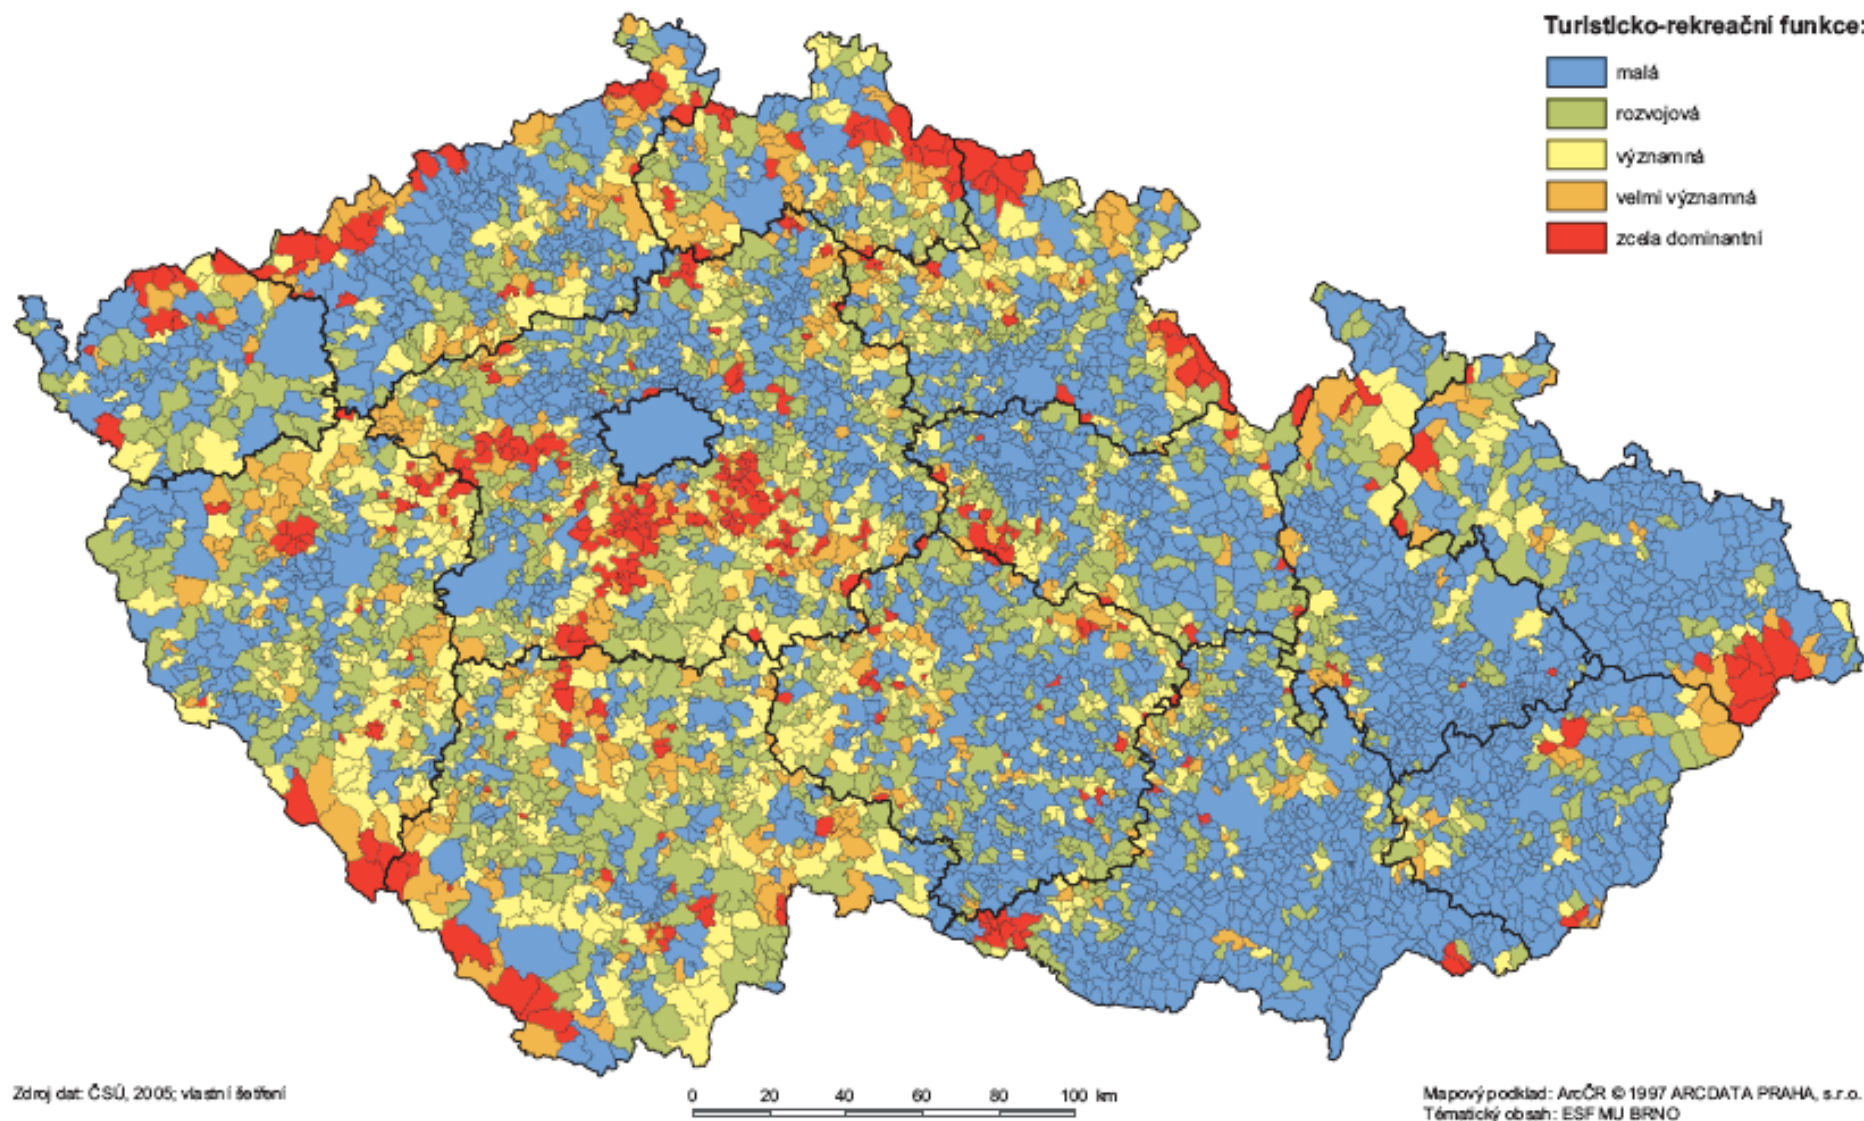 Turisticko-rekreační funkce:
malá
rozvojová
významná
velmi významná
zcela dominantní
Zdroj dat: ČSÚ, 2005; vlastní šetření
0 20 40 60 80 100 km
Mapový podklad: ArcČR © 1997 ARCDATA PRAHA, s.r.o.
Tématický obsah: ESF MU BRNO